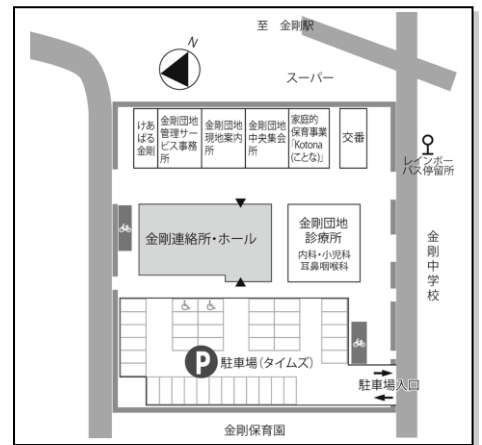 至　金剛駅
N
スーパー
けあ
ぱる
金剛
金剛団地
管理サー
ビス事務
所
金剛団地
現地案内
所
金剛団地
中央集会
所
家庭的
保育事業
「Kotona
(ことな)」
交番
レインボー
バス停留所
金剛連絡所・ホール
金剛団地
診療所
内科・小児科
耳鼻咽喉科
金剛中学校
P 駐車場(タイムズ)
駐車場入口
金剛保育園